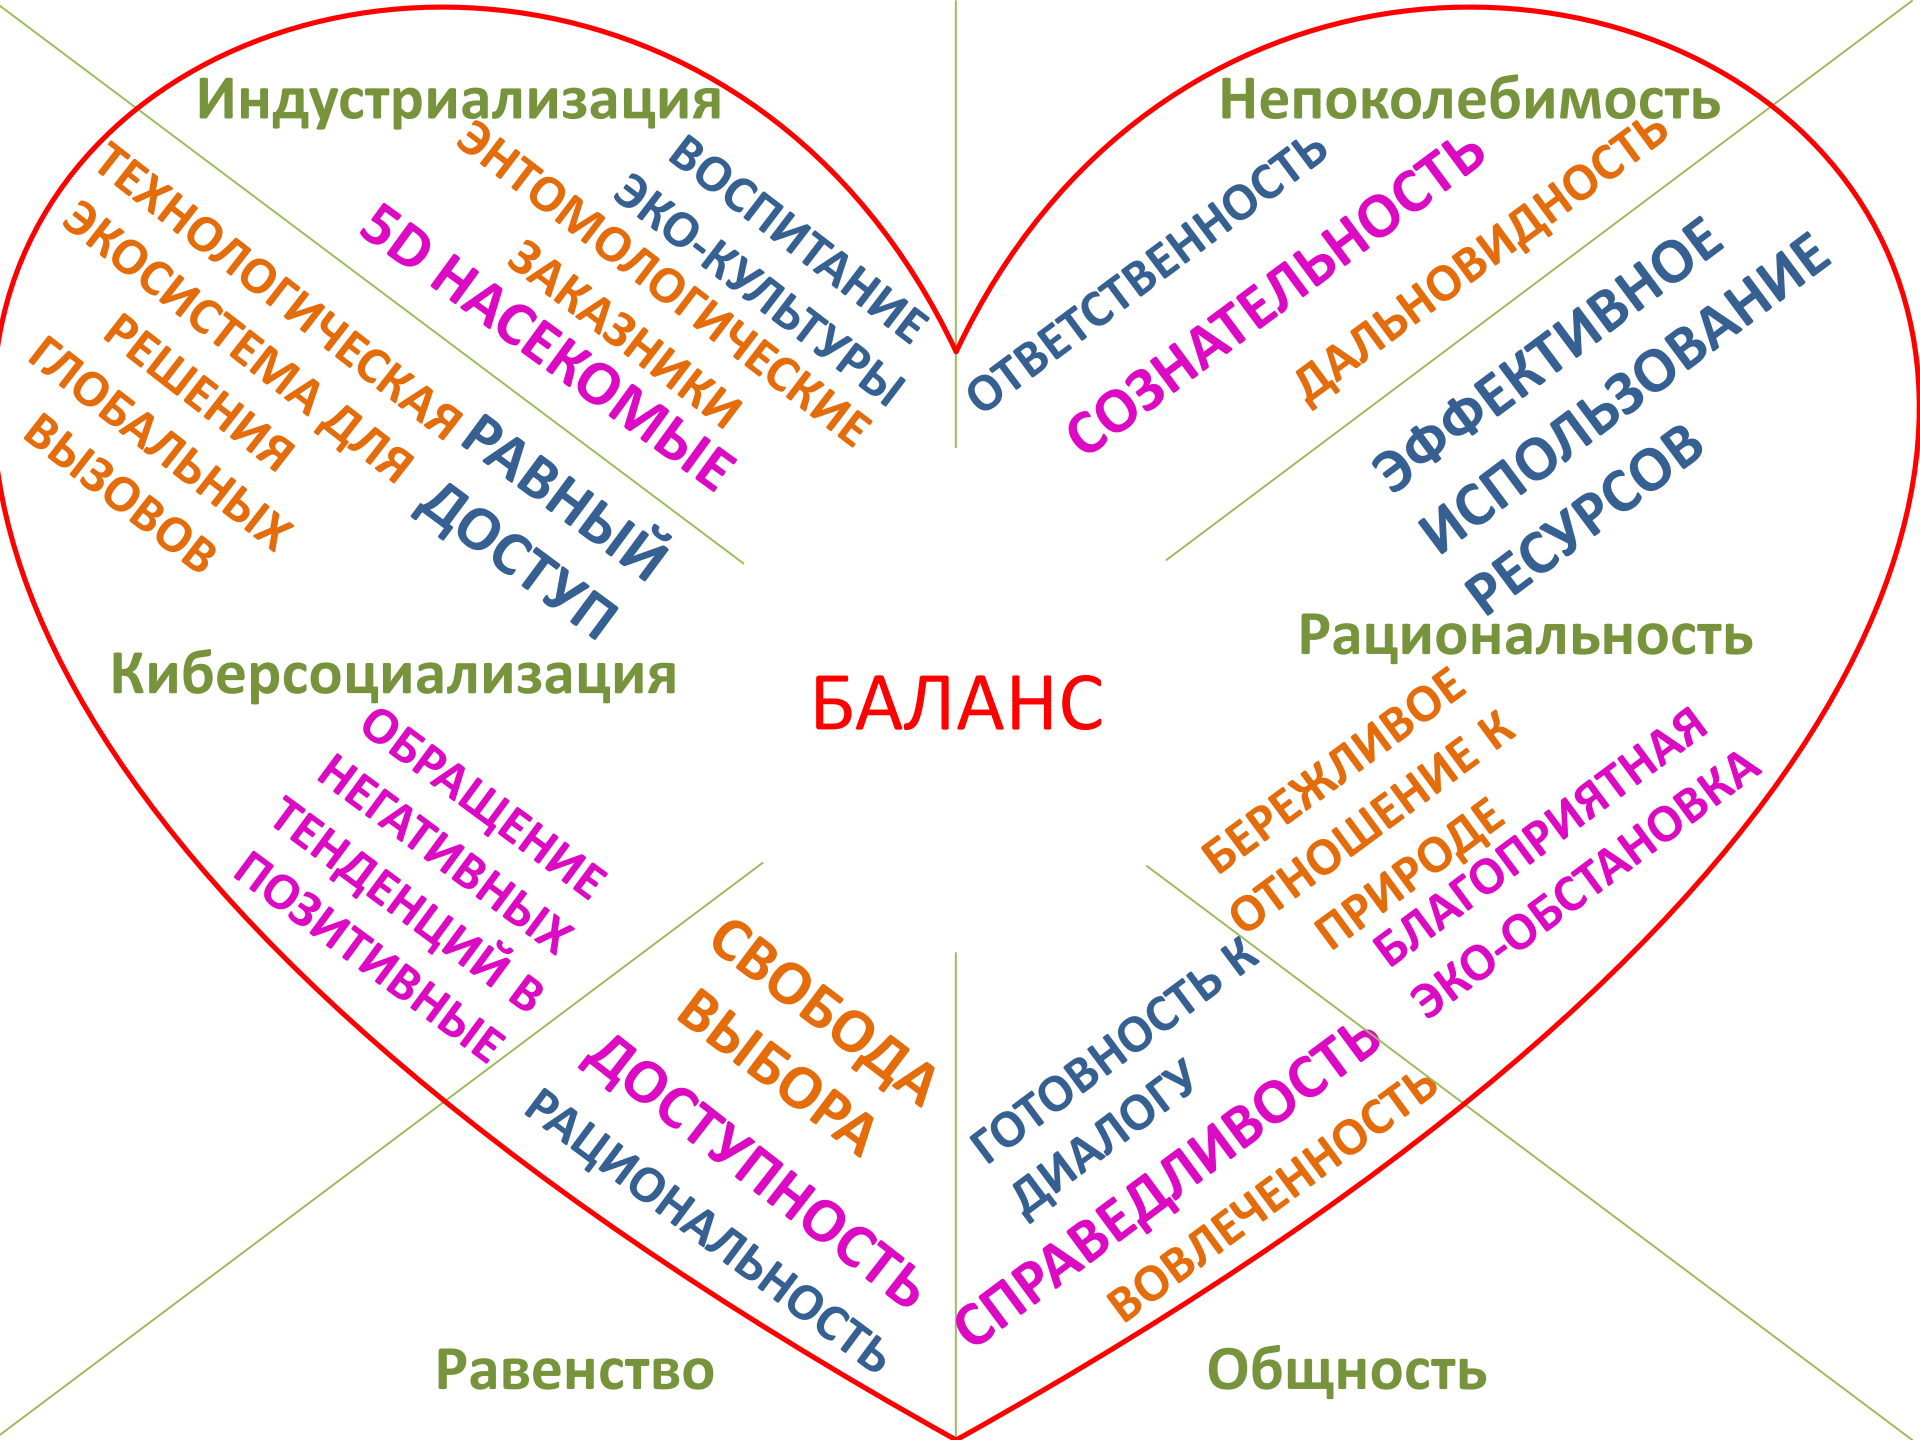 Индустриализация
ВОСПИТАНИЕ
ЭКО-КУЛЬТУРЫ
ЭНТОМОЛОГИЧЕСКИЕ
ЗАКАЗНИКИ
5D НАСЕКОМЫЕ
Непоколебимость
ОТВЕТСТВЕННОСТЬ
СОЗНАТЕЛЬНОСТЬ
ДАЛЬНОВИДНОСТЬ
ТЕХНОЛОГИЧЕСКАЯ
ЭКОСИСТЕМА ДЛЯ
РЕШЕНИЯ
ГЛОБАЛЬНЫХ
ВЫЗОВОВ
РАВНЫЙ
ДОСТУП
Киберсоциализация
ОБРАЩЕНИЕ
НЕГАТИВНЫХ
ТЕНДЕНЦИЙ В
ПОЗИТИВНЫЕ
БАЛАНС
ЭФФЕКТИВНОЕ
ИСПОЛЬЗОВАНИЕ
РЕСУРСОВ
Рациональность
БЕРЕЖЛИВОЕ
ОТНОШЕНИЕ К
ПРИРОДЕ
БЛАГОПРИЯТНАЯ
ЭКО-ОБСТАНОВКА
СВОБОДА
ВЫБОРА
ДОСТУПНОСТЬ
РАЦИОНАЛЬНОСТЬ
Равенство
ГОТОВНОСТЬ К
ДИАЛОГУ
СПРАВЕДЛИВОСТЬ
ВОВЛЕЧЕННОСТЬ
Общность